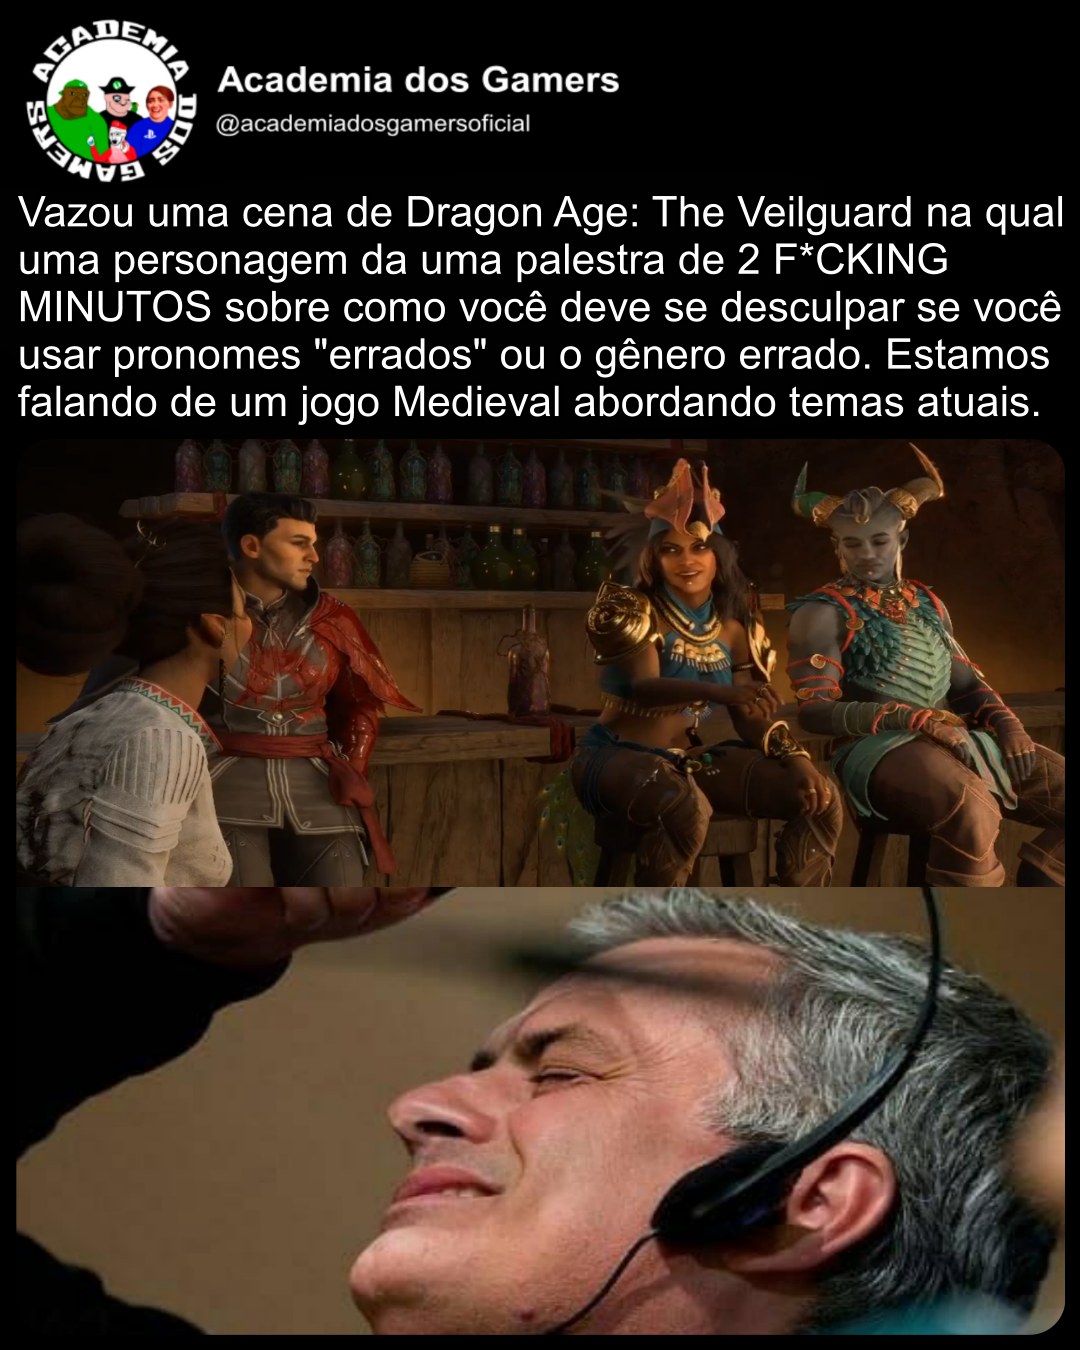 ACADEMIA DOS GAMERS
Academia dos Gamers
@academiadosgamersoficial
Vazou uma cena de Dragon Age: The Veilguard na qual
uma personagem da uma palestra de 2 F*CKING
MINUTOS sobre como você deve se desculpar se você
usar pronomes "errados" ou o gênero errado. Estamos
falando de um jogo Medieval abordando temas atuais.